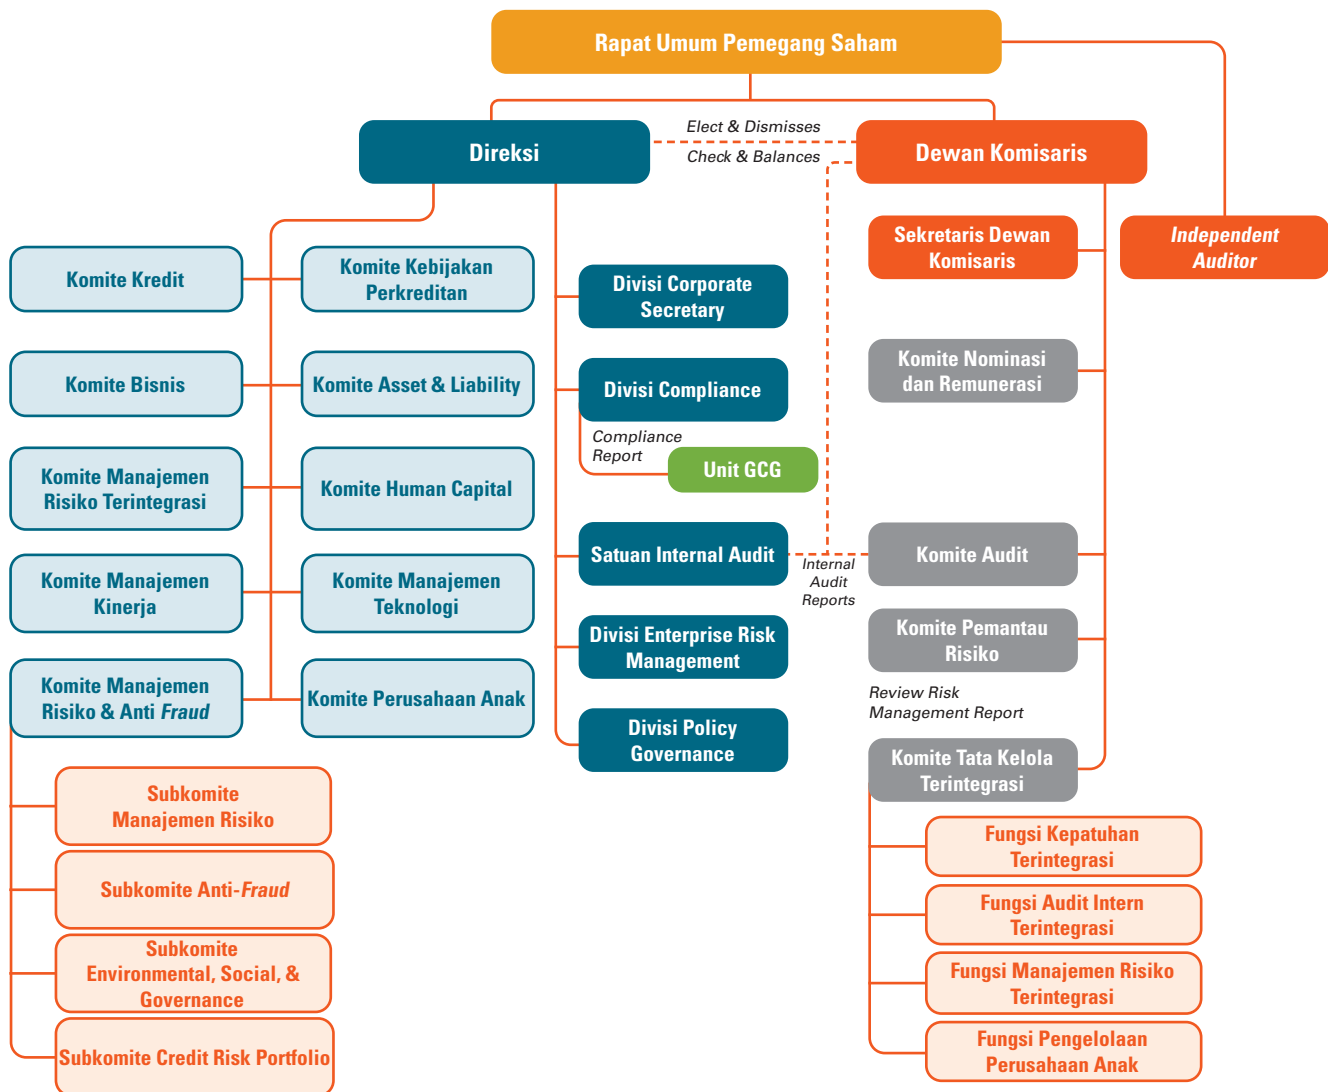 Rapat Umum Pemegang Saham
Direksi
Elect & Dismisses
Check & Balances
Dewan Komisaris
Sekretaris Dewan
Komisaris
Independent
Auditor
Komite Kredit
Komite Kebijakan
Perkreditan
Divisi Corporate
Secretary
Komite Nominasi
dan Remunerasi
Komite Bisnis
Komite Asset & Liability
Divisi Compliance
Compliance
Report
Unit GCG
Komite Manajemen
Risiko Terintegrasi
Komite Human Capital
Satuan Internal Audit
Internal
Audit
Reports
Komite Audit
Komite Manajemen
Kinerja
Komite Manajemen
Teknologi
Divisi Enterprise Risk
Management
Komite Pemantau
Risiko
Komite Manajemen
Risiko & Anti Fraud
Komite Perusahaan Anak
Review Risk
Management Report
Divisi Policy
Governance
Komite Tata Kelola
Terintegrasi
Subkomite
Manajemen Risiko
Subkomite Anti-Fraud
Subkomite
Environmental, Social, &
Governance
Subkomite Credit Risk Portfolio
Fungsi Kepatuhan
Terintegrasi
Fungsi Audit Intern
Terintegrasi
Fungsi Manajemen Risiko
Terintegrasi
Fungsi Pengelolaan
Perusahaan Anak